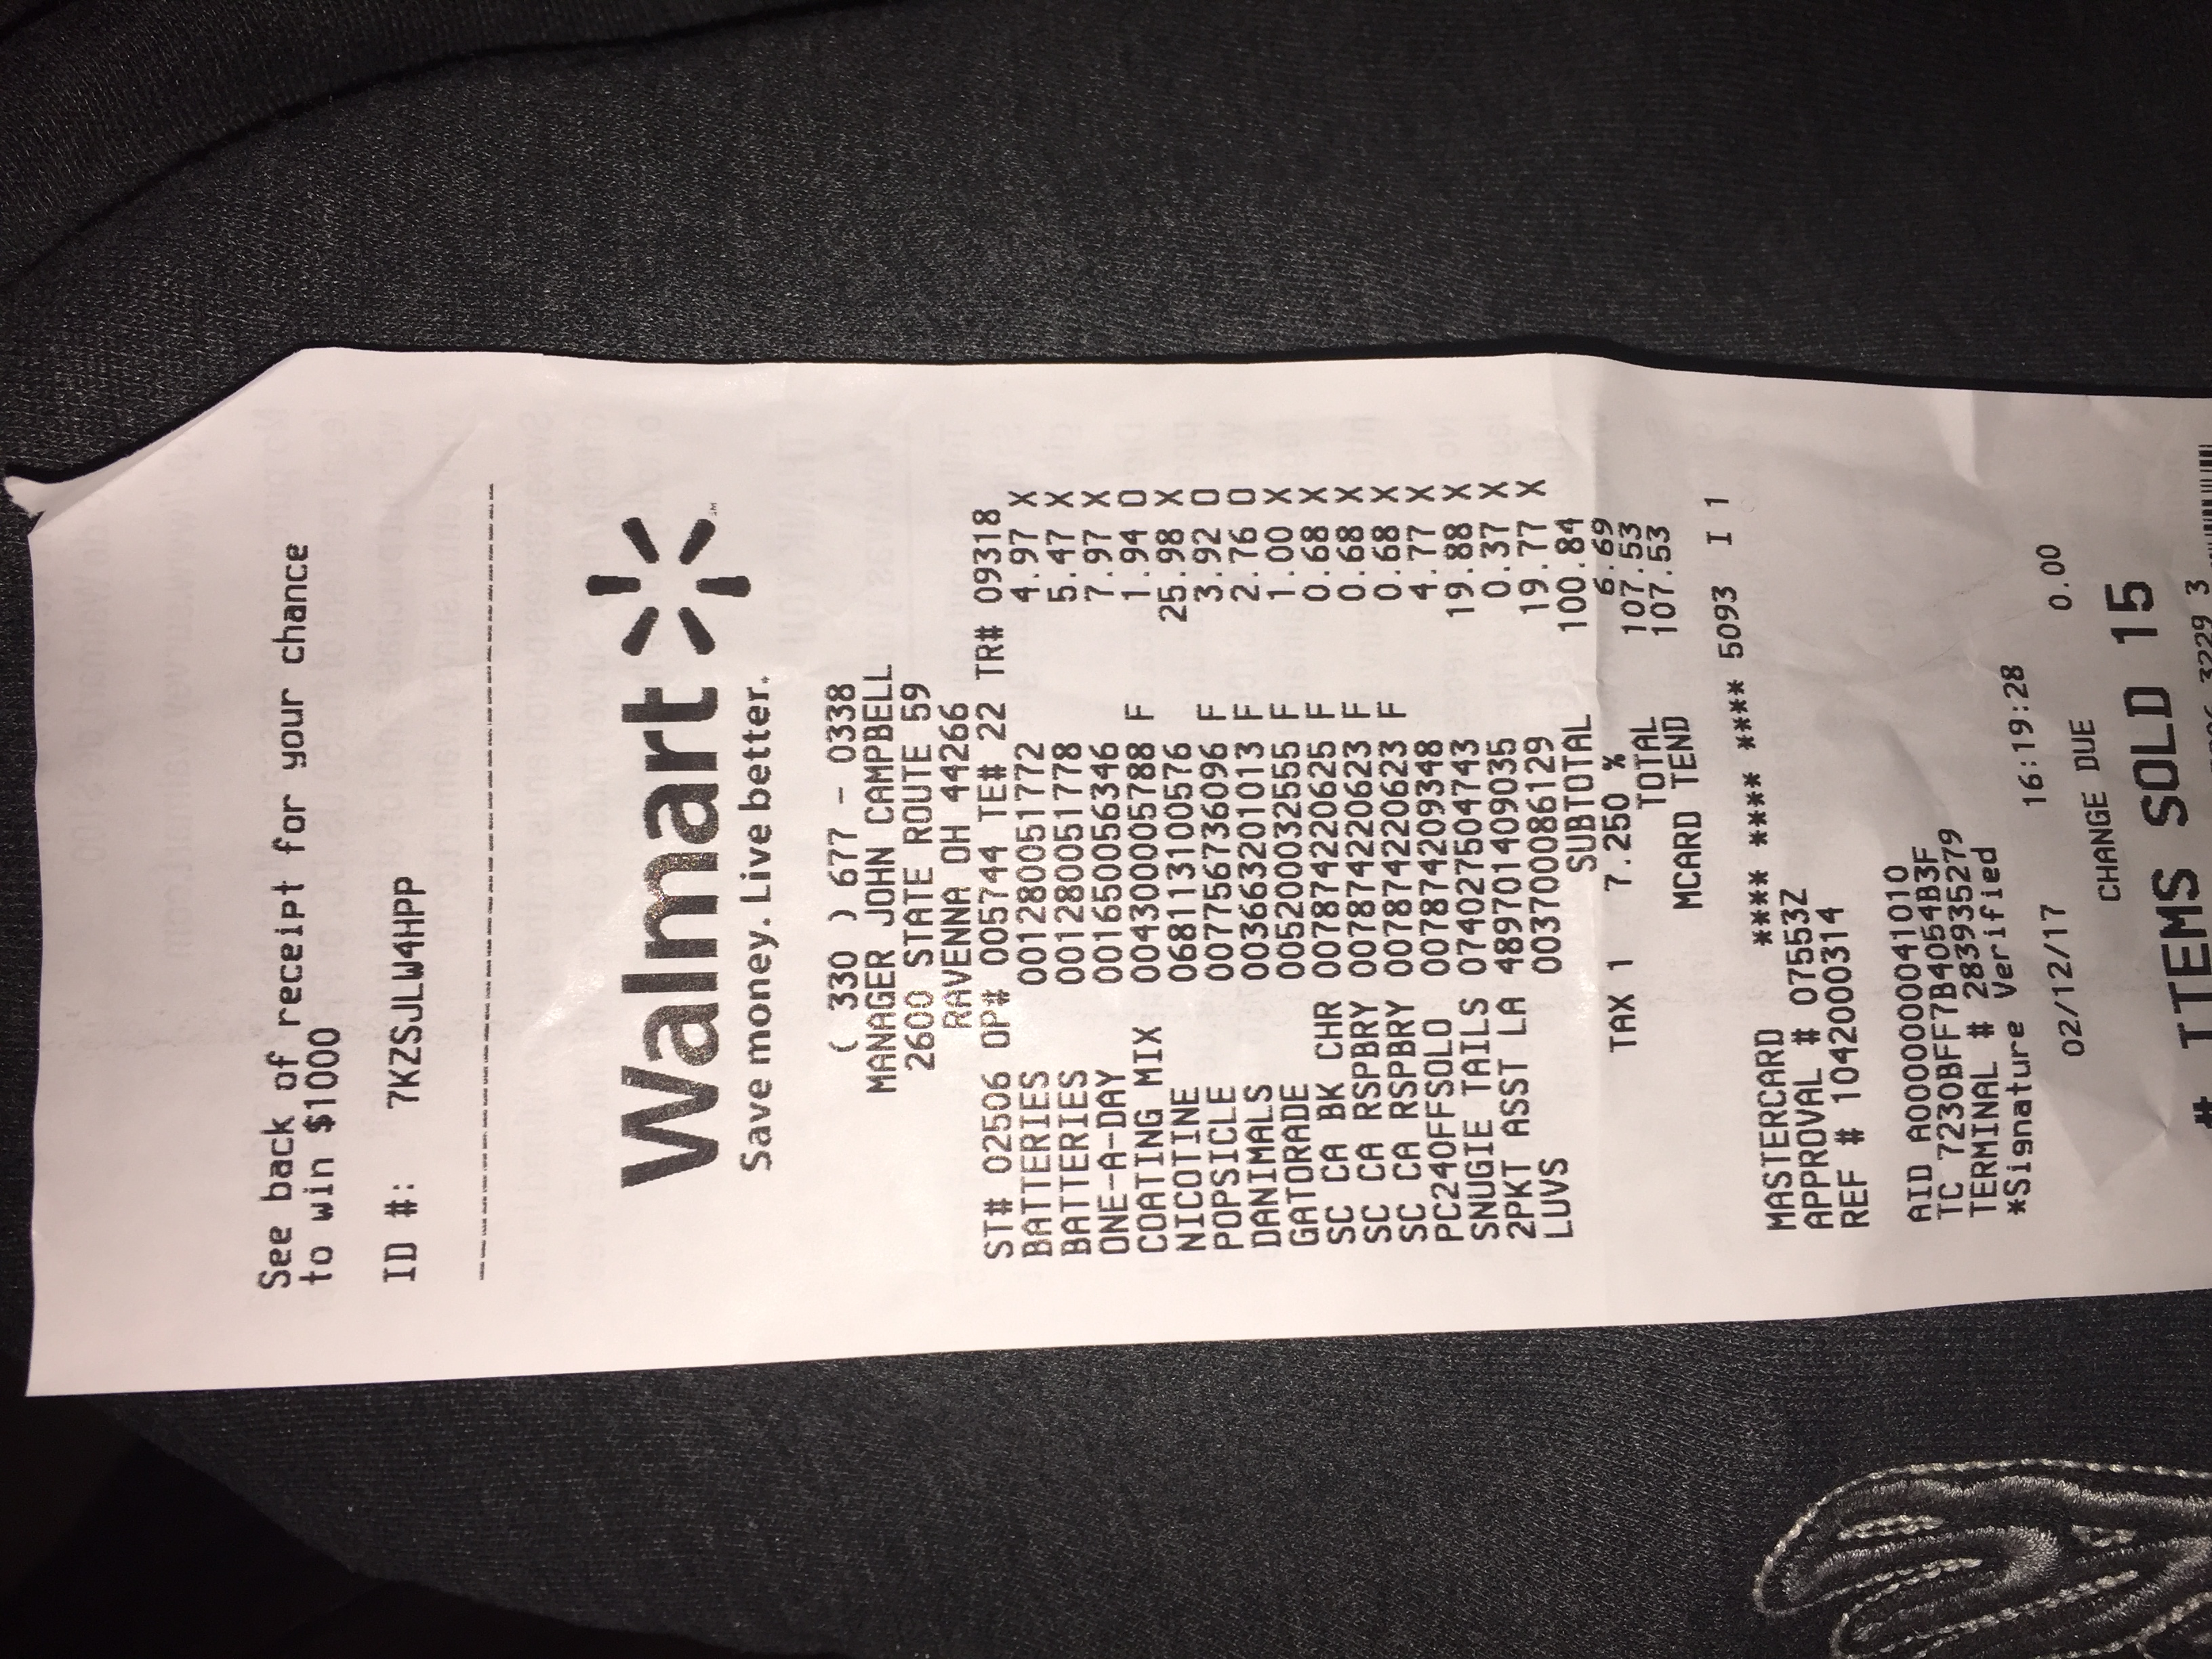 See back of receipt for your chance
to win $1000
ID #: 7KZSJLW4HPP
Walmart
Save money. Live better.
( 330 ) 677 - 0338
MANAGER JOHN CAMPBELL
2600 STATE ROUTE 59
RAVENNA OH 44266
ST# 02506 OP# 005744 TE# 22 TR# 09318
BATTERIES 001280051772 4.97 X
BATTERIES 001280051778 5.47 X
ONE-A-DAY 001650056346 7.97 X
COATING MIX 004300005788 F 1.94 O
NICOTINE 068113100576 25.98 X
POPSICLE 007756736096 F 3.92 O
DANIMALS 003663201013 F 2.76 O
GATORADE 005200032555 F 1.00 X
SC CA BK CHR 007874220625 F 0.68 X
SC CA RSPBRY 007874220623 F 0.68 X
SC CA RSPBRY 007874220623 F 0.68 X
PC240FFSOLO 007874209348 4.77 X
SNUGIE TAILS 074027504743 19.88 X
2PKT ASST LA 489701409035 0.37 X
LUVS 003700086129 19.77 X
SUBTOTAL 100.84
TAX 1 7.250 % 6.69
TOTAL 107.53
MCARD TEND 107.53
MASTERCARD **** **** **** 5093 I 1
APPROVAL # 07553Z
REF # 1042000314
AID A0000000041010
TC 7230BFF7B4054B3F
TERMINAL # 283935279
*Signature Verified
02/12/17 16:19:28
CHANGE DUE 0.00
# ITEMS SOLD 15
3229 3